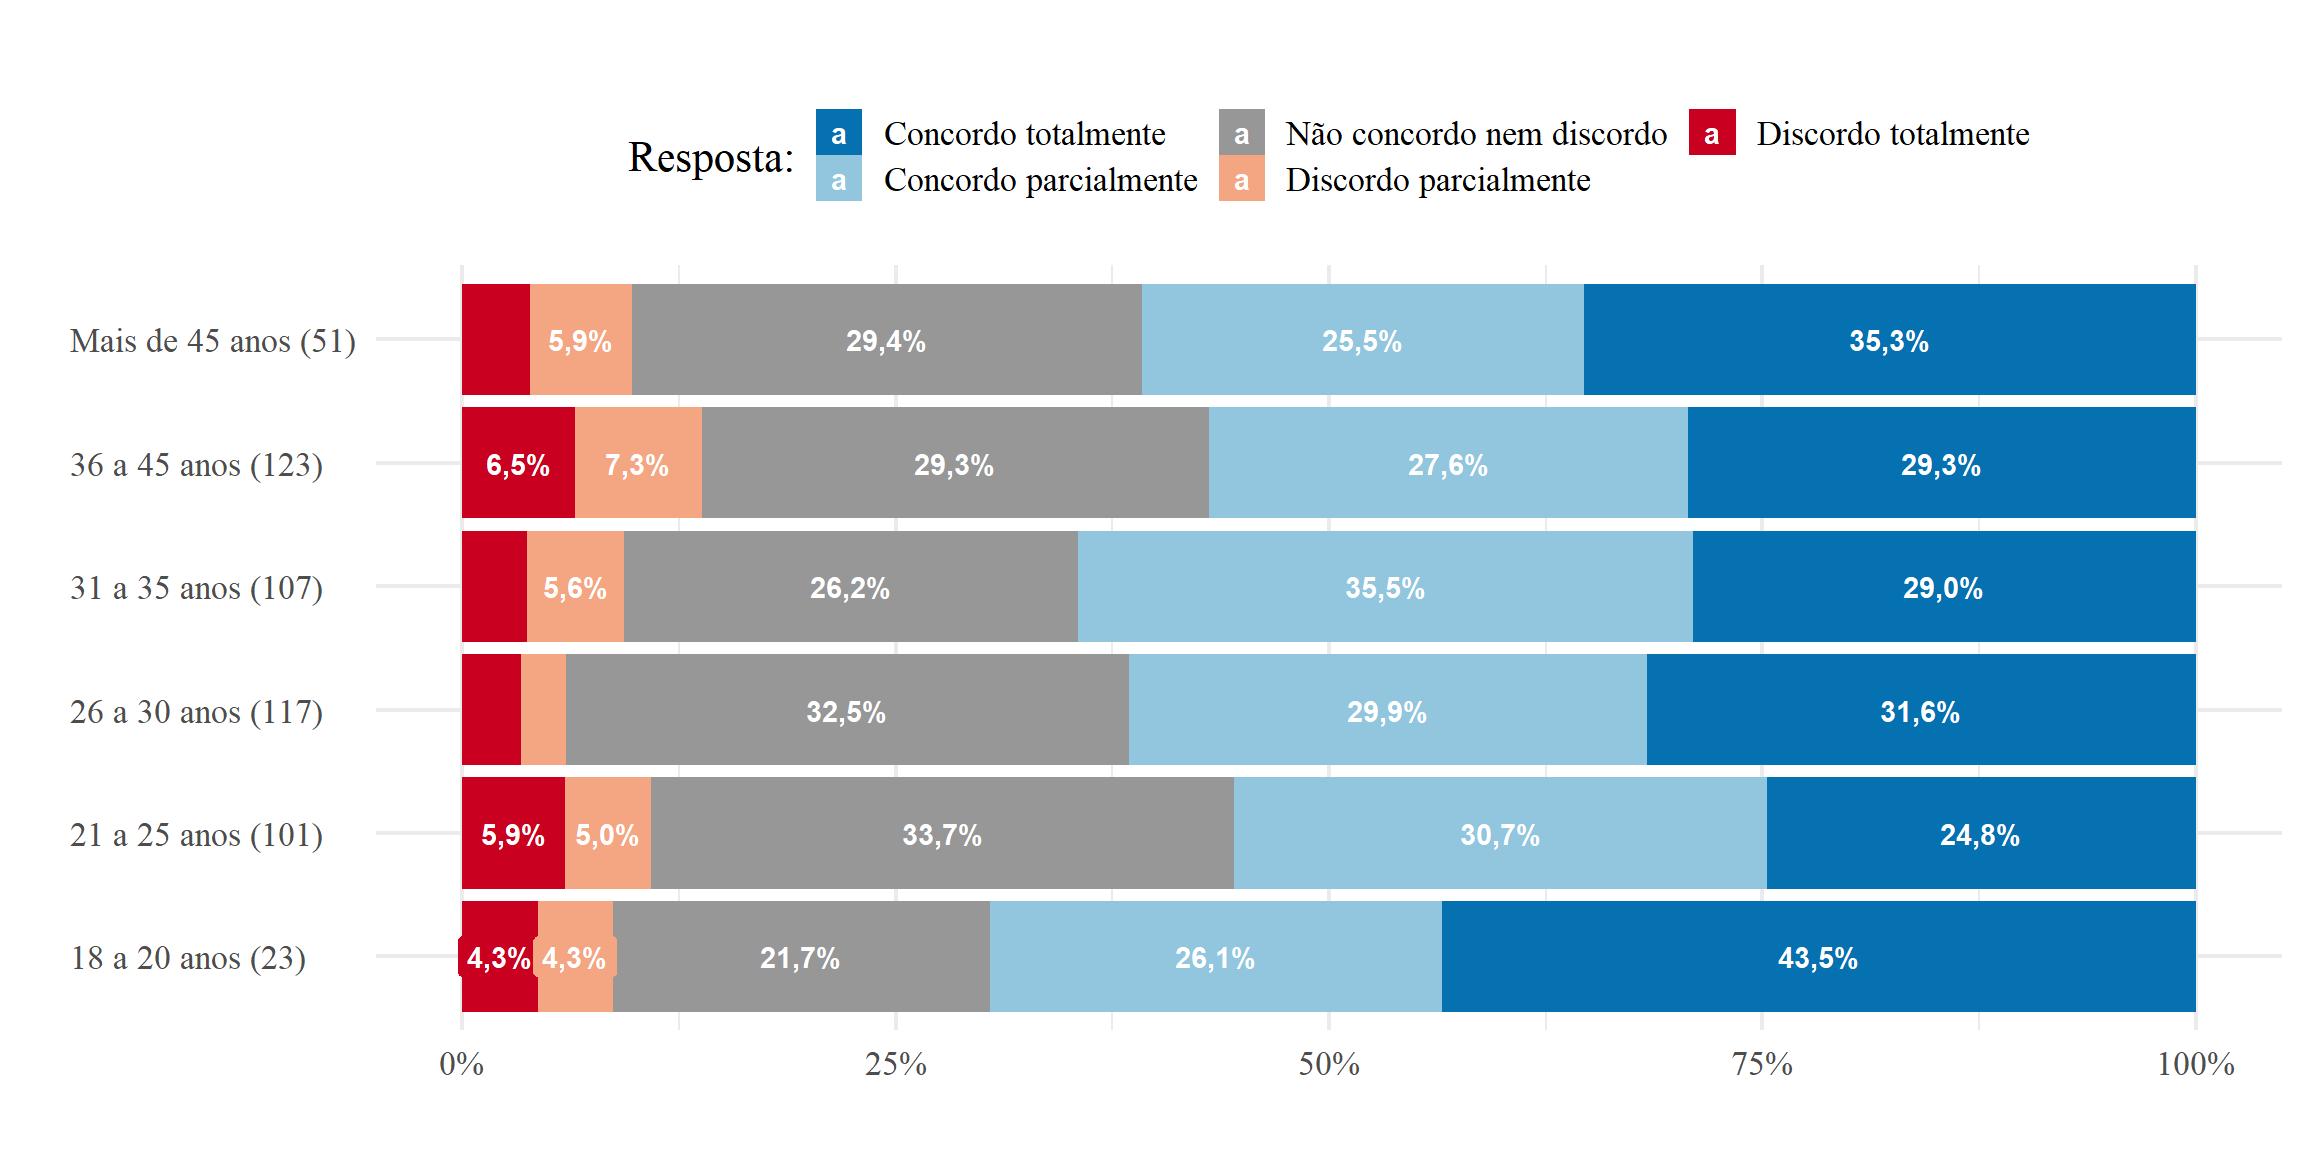 Resposta:
a Concordo totalmente a Não concordo nem discordo a Discordo totalmente
a Concordo parcialmente a Discordo parcialmente
Mais de 45 anos (51) 5,9% 29,4% 25,5% 35,3%
36 a 45 anos (123) 6,5% 7,3% 29,3% 27,6% 29,3%
31 a 35 anos (107) 5,6% 26,2% 35,5% 29,0%
26 a 30 anos (117) 32,5% 29,9% 31,6%
21 a 25 anos (101) 5,9% 5,0% 33,7% 30,7% 24,8%
18 a 20 anos (23) 4,3% 4,3% 21,7% 26,1% 43,5%
0% 25% 50% 75% 100%